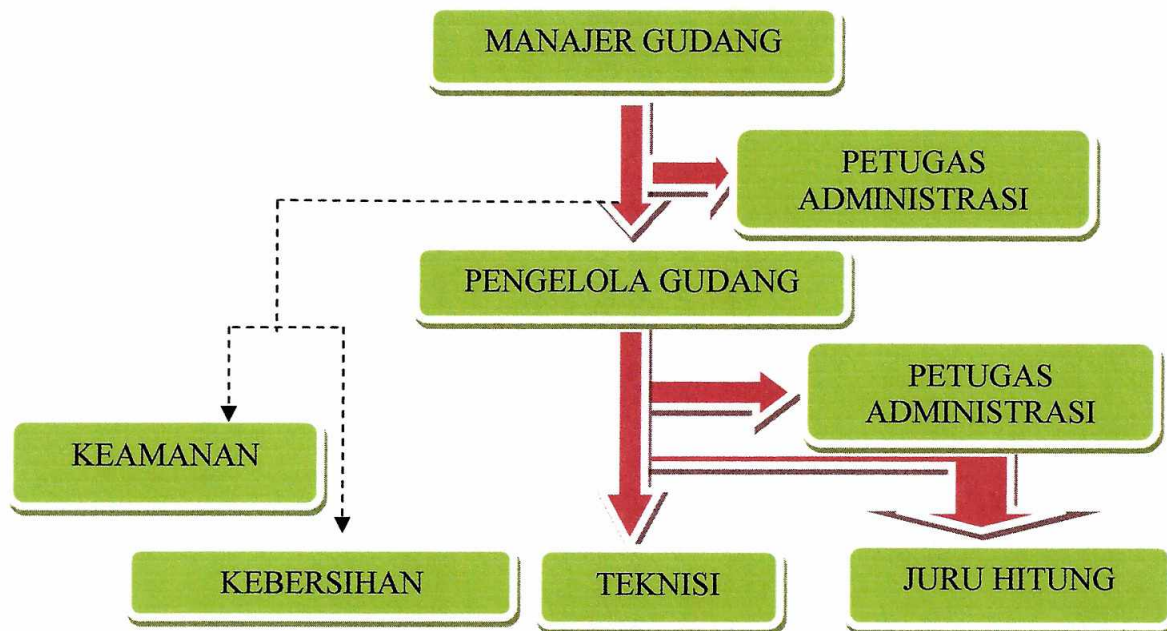 MANAJER GUDANG
PETUGAS
ADMINISTRASI
PENGELOLA GUDANG
PETUGAS
ADMINISTRASI
KEAMANAN
KEBERSIHAN
TEKNISI
JURU HITUNG